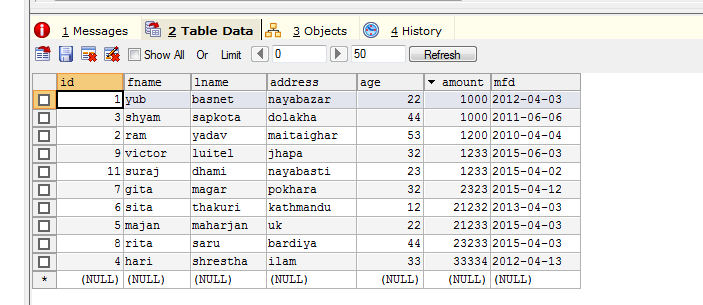 1 Messages 2 Table Data 3 Objects 4 History
Show All Or Limit 0 50 Refresh
id fname lname address age amount mfd
1 yub basnet nayabazar 22 1000 2012-04-03
3 shyam sapkota dolakha 44 1000 2011-06-06
2 ram yadav maitaighar 53 1200 2010-04-04
9 victor luitel jhapa 32 1233 2015-06-03
11 suraj dhami nayabasti 23 1233 2015-04-02
7 gita magar pokhara 32 2323 2015-04-12
6 sita thakuri kathmandu 12 21232 2013-04-03
5 majan maharjan uk 22 21233 2015-04-03
8 rita saru bardiya 44 23233 2015-04-03
4 hari shrestha ilam 33 33334 2012-04-13
* (NULL) (NULL) (NULL) (NULL) (NULL) (NULL) (NULL)